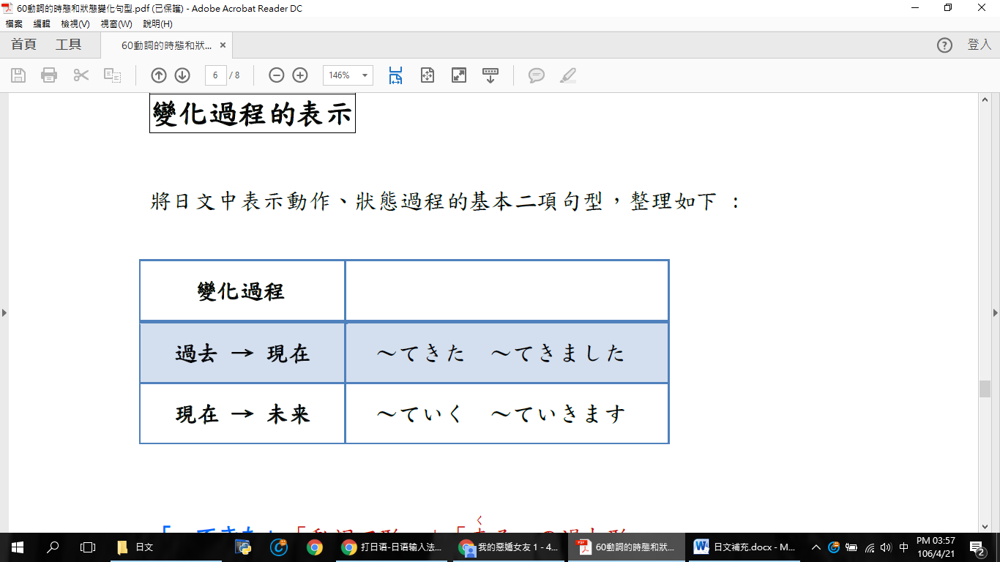 60動詞的時態和狀態變化句型.pdf (已保護) - Adobe Acrobat Reader DC
檔案 編輯 檢視(V) 視窗(W) 說明(H)
首頁 工具 60動詞的時態和狀... × 登入
6 / 8 146%
變化過程的表示
將日文中表示動作、狀態過程的基本二項句型，整理如下 :
變化過程
過去 → 現在 ～てきた ～てきました
現在 → 未来 ～ていく ～ていきます
く
日文 打日语-日语输入法... 我的惡婚女友 1 - 4... 60動詞的時態和狀... 日文補充.docx - M... 中 PM 03:57
106/4/21 2